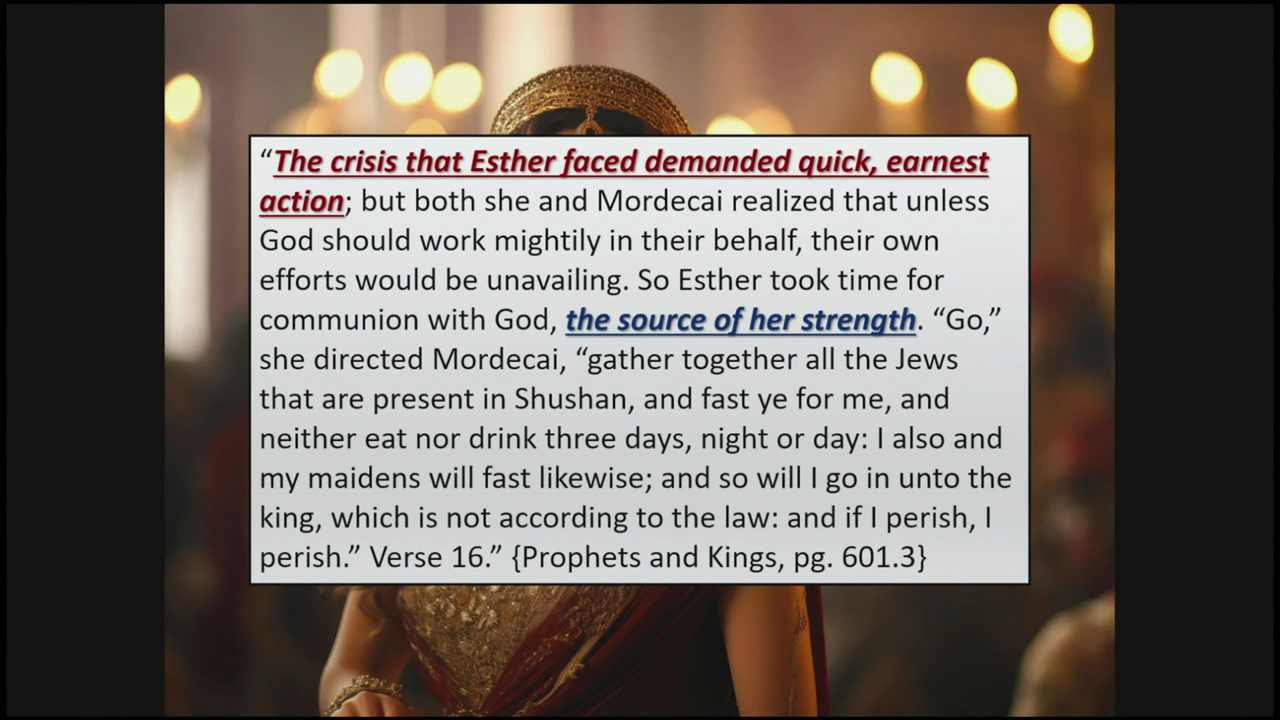 “The crisis that Esther faced demanded quick, earnest
action; but both she and Mordecai realized that unless
God should work mightily in their behalf, their own
efforts would be unavailing. So Esther took time for
communion with God, the source of her strength. “Go,”
she directed Mordecai, “gather together all the Jews
that are present in Shushan, and fast ye for me, and
neither eat nor drink three days, night or day: I also and
my maidens will fast likewise; and so will I go in unto the
king, which is not according to the law: and if I perish, I
perish.” Verse 16.” {Prophets and Kings, pg. 601.3}